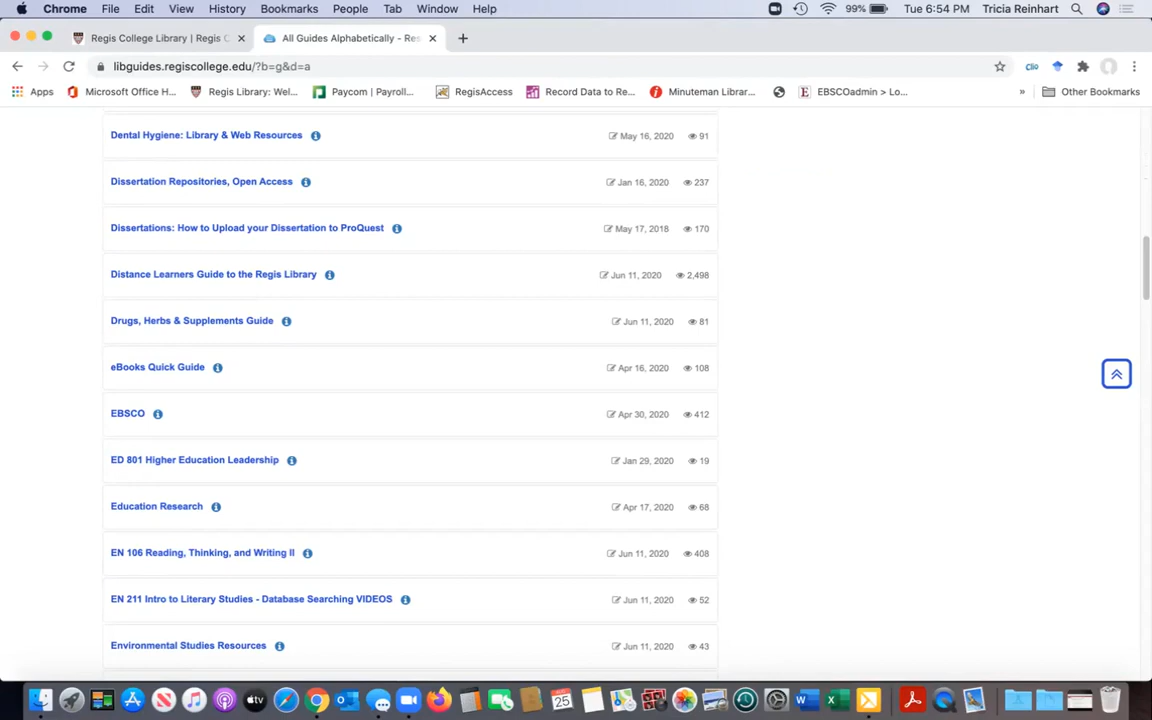 Chrome File Edit View History Bookmarks People Tab Window Help 99% Tue 6:54 PM Tricia Reinhart
Regis College Library | Regis C × All Guides Alphabetically - Res × +
libguides.regiscollege.edu/?b=g&d=a
Apps Microsoft Office H... Regis Library: Wel... Paycom | Payroll... RegisAccess Record Data to Re... Minuteman Librar... EBSCOadmin > Lo... » Other Bookmarks
Dental Hygiene: Library & Web Resources May 16, 2020 91
Dissertation Repositories, Open Access Jan 16, 2020 237
Dissertations: How to Upload your Dissertation to ProQuest May 17, 2018 170
Distance Learners Guide to the Regis Library Jun 11, 2020 2,498
Drugs, Herbs & Supplements Guide Jun 11, 2020 81
eBooks Quick Guide Apr 16, 2020 108
EBSCO Apr 30, 2020 412
ED 801 Higher Education Leadership Jan 29, 2020 19
Education Research Apr 17, 2020 68
EN 106 Reading, Thinking, and Writing II Jun 11, 2020 408
EN 211 Intro to Literary Studies - Database Searching VIDEOS Jun 11, 2020 52
Environmental Studies Resources Jun 11, 2020 43
tv 25 W X